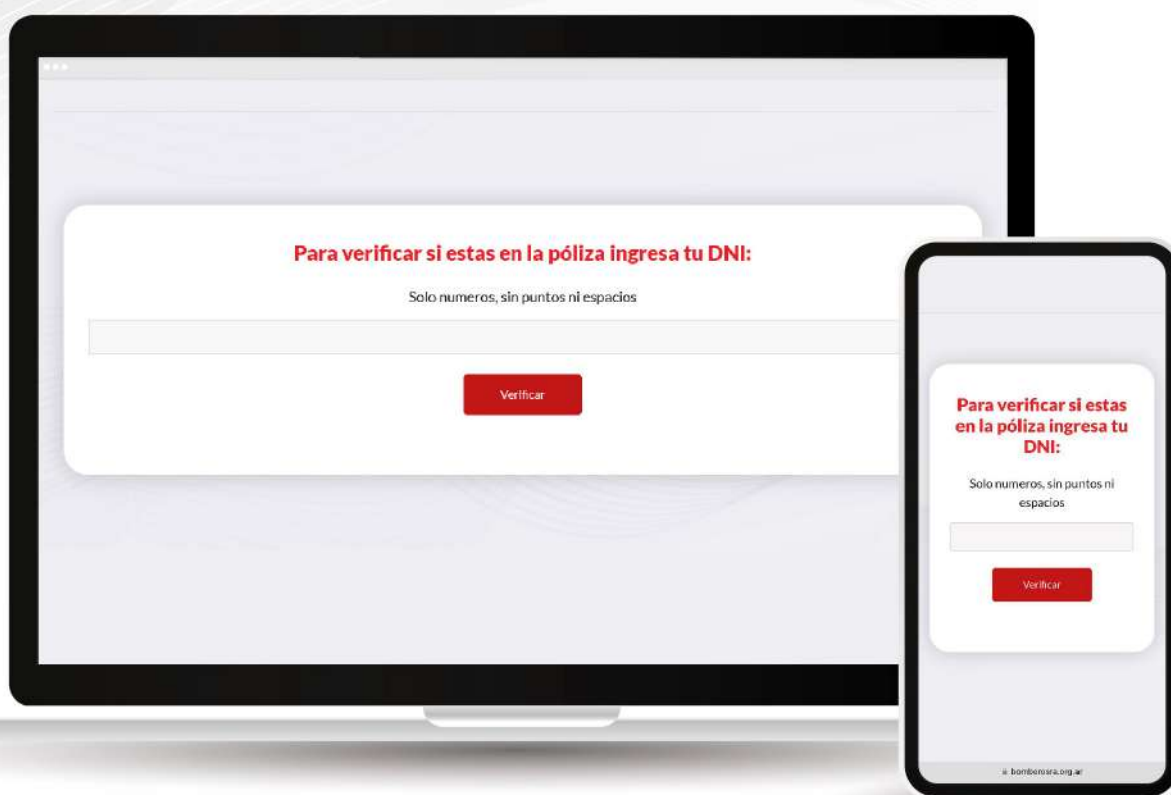 Para verificar si estas en la póliza ingresa tu DNI:
Solo numeros, sin puntos ni espacios
Verificar
Para verificar si estas
en la póliza ingresa tu
DNI:
Solo numeros, sin puntos ni
espacios
Verificar
bomberosra.org.ar